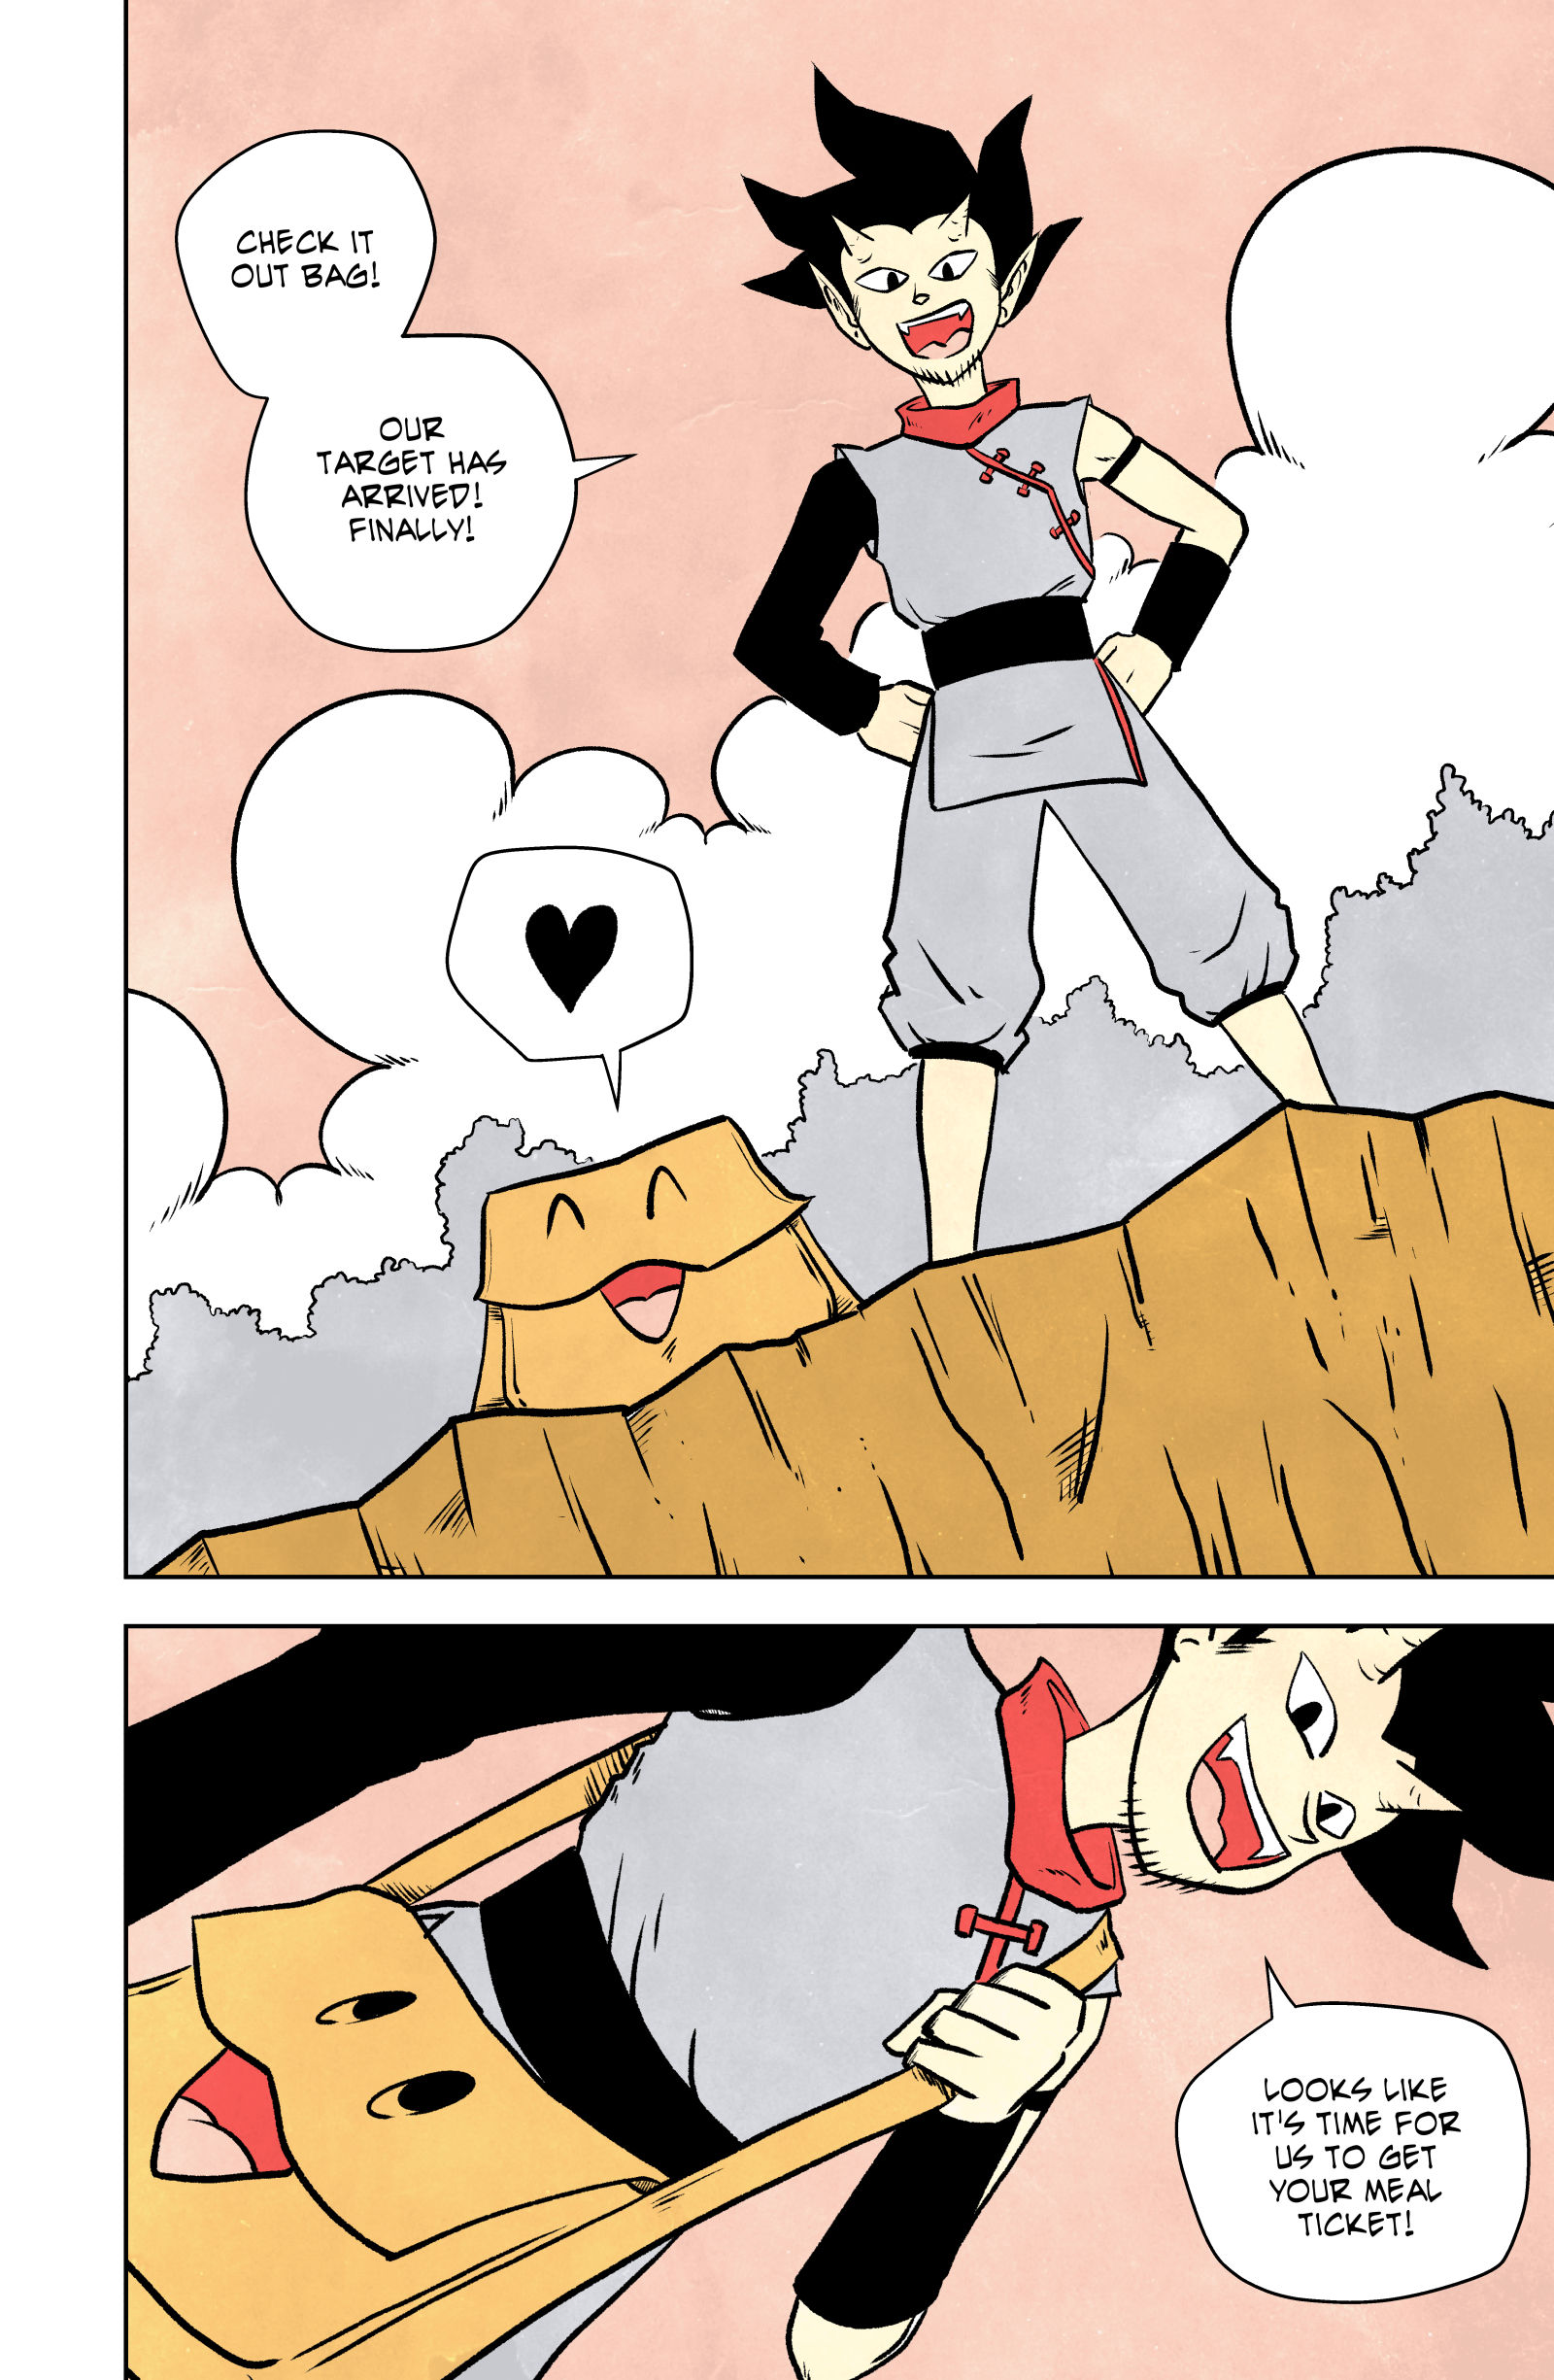 CHECK IT
OUT BAG!
OUR
TARGET HAS
ARRIVED!
FINALLY!
LOOKS LIKE
IT'S TIME FOR
US TO GET
YOUR MEAL
TICKET!